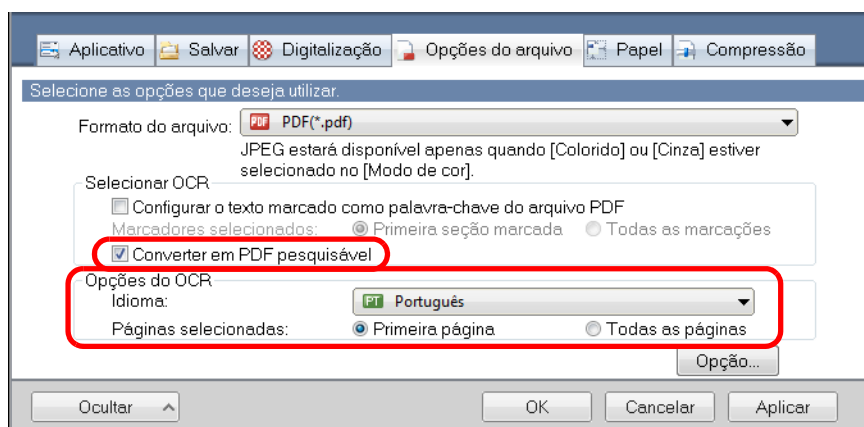 Aplicativo Salvar Digitalização Opções do arquivo Papel Compressão
Selecione as opções que deseja utilizar.
Formato do arquivo: PDF PDF(*.pdf)
JPEG estará disponível apenas quando [Colorido] ou [Cinza] estiver
selecionado no [Modo de cor].
Selecionar OCR
Configurar o texto marcado como palavra-chave do arquivo PDF
Marcadores selecionados: Primeira seção marcada Todas as marcações
Converter em PDF pesquisável
Opções do OCR
Idioma: PT Português
Páginas selecionadas: Primeira página Todas as páginas
Opção...
Ocultar OK Cancelar Aplicar